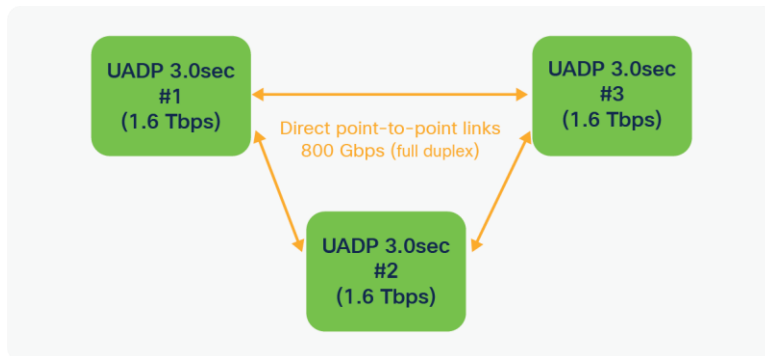 UADP 3.0sec
#1
(1.6 Tbps)
UADP 3.0sec
#3
(1.6 Tbps)
Direct point-to-point links
800 Gbps (full duplex)
UADP 3.0sec
#2
(1.6 Tbps)